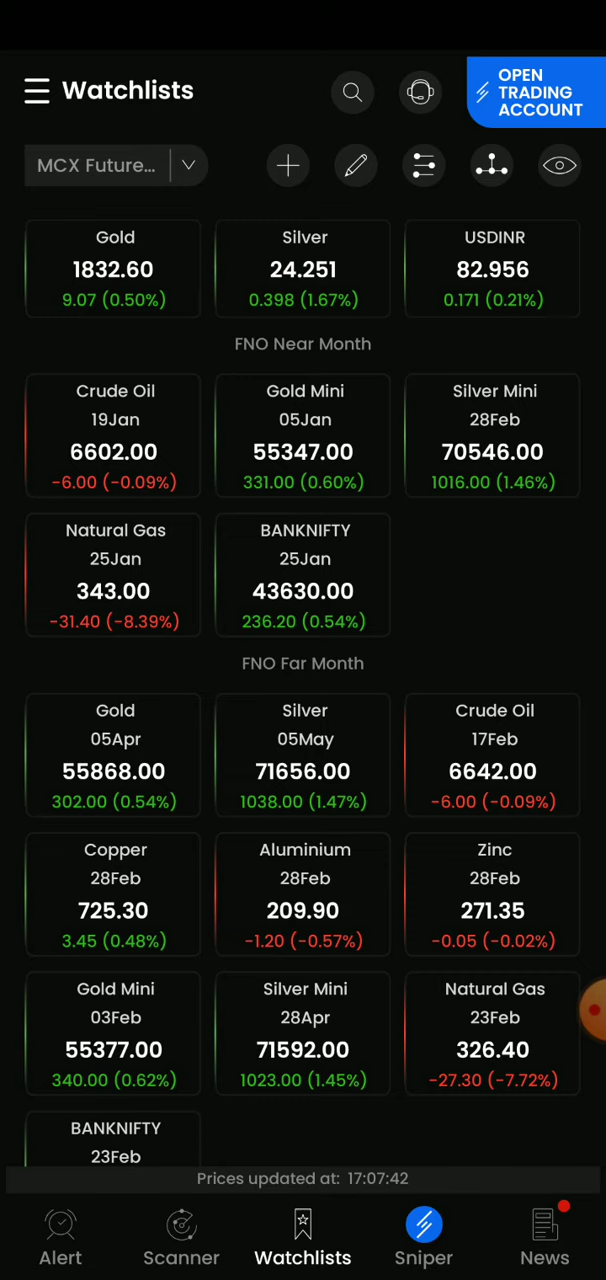 Watchlists
OPEN
TRADING
ACCOUNT
MCX Future...
Gold Silver USDINR
1832.60 24.251 82.956
9.07 (0.50%) 0.398 (1.67%) 0.171 (0.21%)
FNO Near Month
Crude Oil Gold Mini Silver Mini
19Jan 05Jan 28Feb
6602.00 55347.00 70546.00
-6.00 (-0.09%) 331.00 (0.60%) 1016.00 (1.46%)
Natural Gas BANKNIFTY
25Jan 25Jan
343.00 43630.00
-31.40 (-8.39%) 236.20 (0.54%)
FNO Far Month
Gold Silver Crude Oil
05Apr 05May 17Feb
55868.00 71656.00 6642.00
302.00 (0.54%) 1038.00 (1.47%) -6.00 (-0.09%)
Copper Aluminium Zinc
28Feb 28Feb 28Feb
725.30 209.90 271.35
3.45 (0.48%) -1.20 (-0.57%) -0.05 (-0.02%)
Gold Mini Silver Mini Natural Gas
03Feb 28Apr 23Feb
55377.00 71592.00 326.40
340.00 (0.62%) 1023.00 (1.45%) -27.30 (-7.72%)
BANKNIFTY
23Feb
Prices updated at: 17:07:42
Alert Scanner Watchlists Sniper News